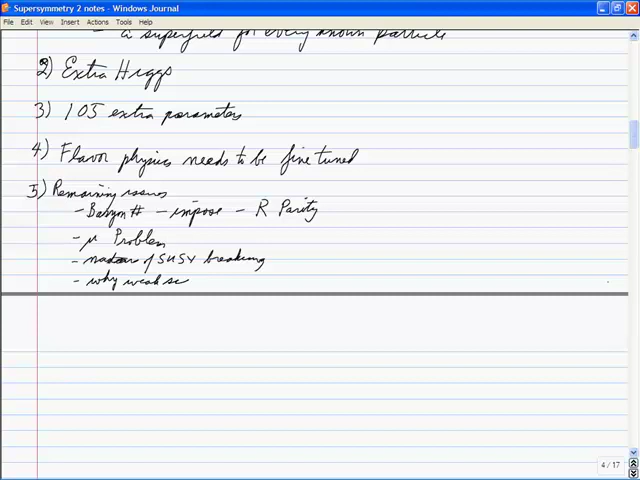 Supersymmetry 2 notes - Windows Journal
File Edit View Insert Actions Tools Help
- a superfield for every known particle
2) Extra Higgs
3) 105 extra parameters
4) Flavor physics needs to be fine tuned
5) Remaining issues
- Baryon # - impose - R Parity
- μ Problem
- nature of SUSY breaking
- why weak sc
4 / 17